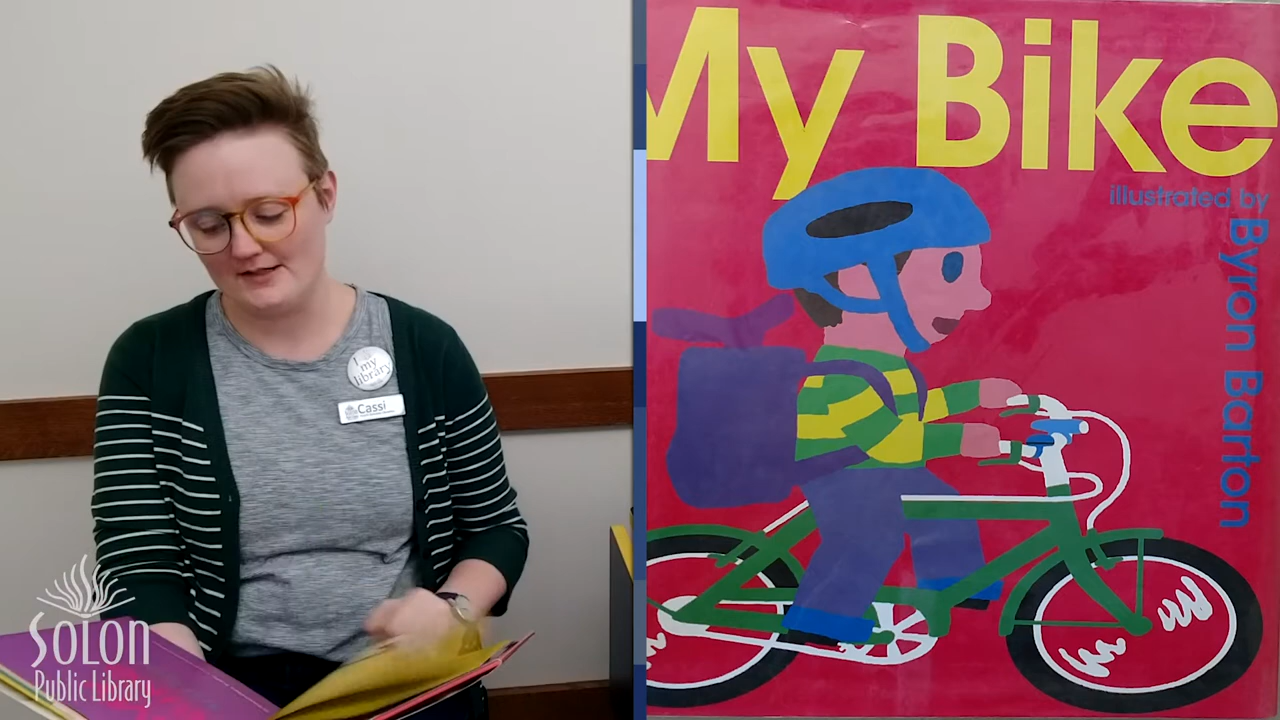 I my
library
Cassi
SOLON
Public Library
My Bike
illustrated by
Byron Barton